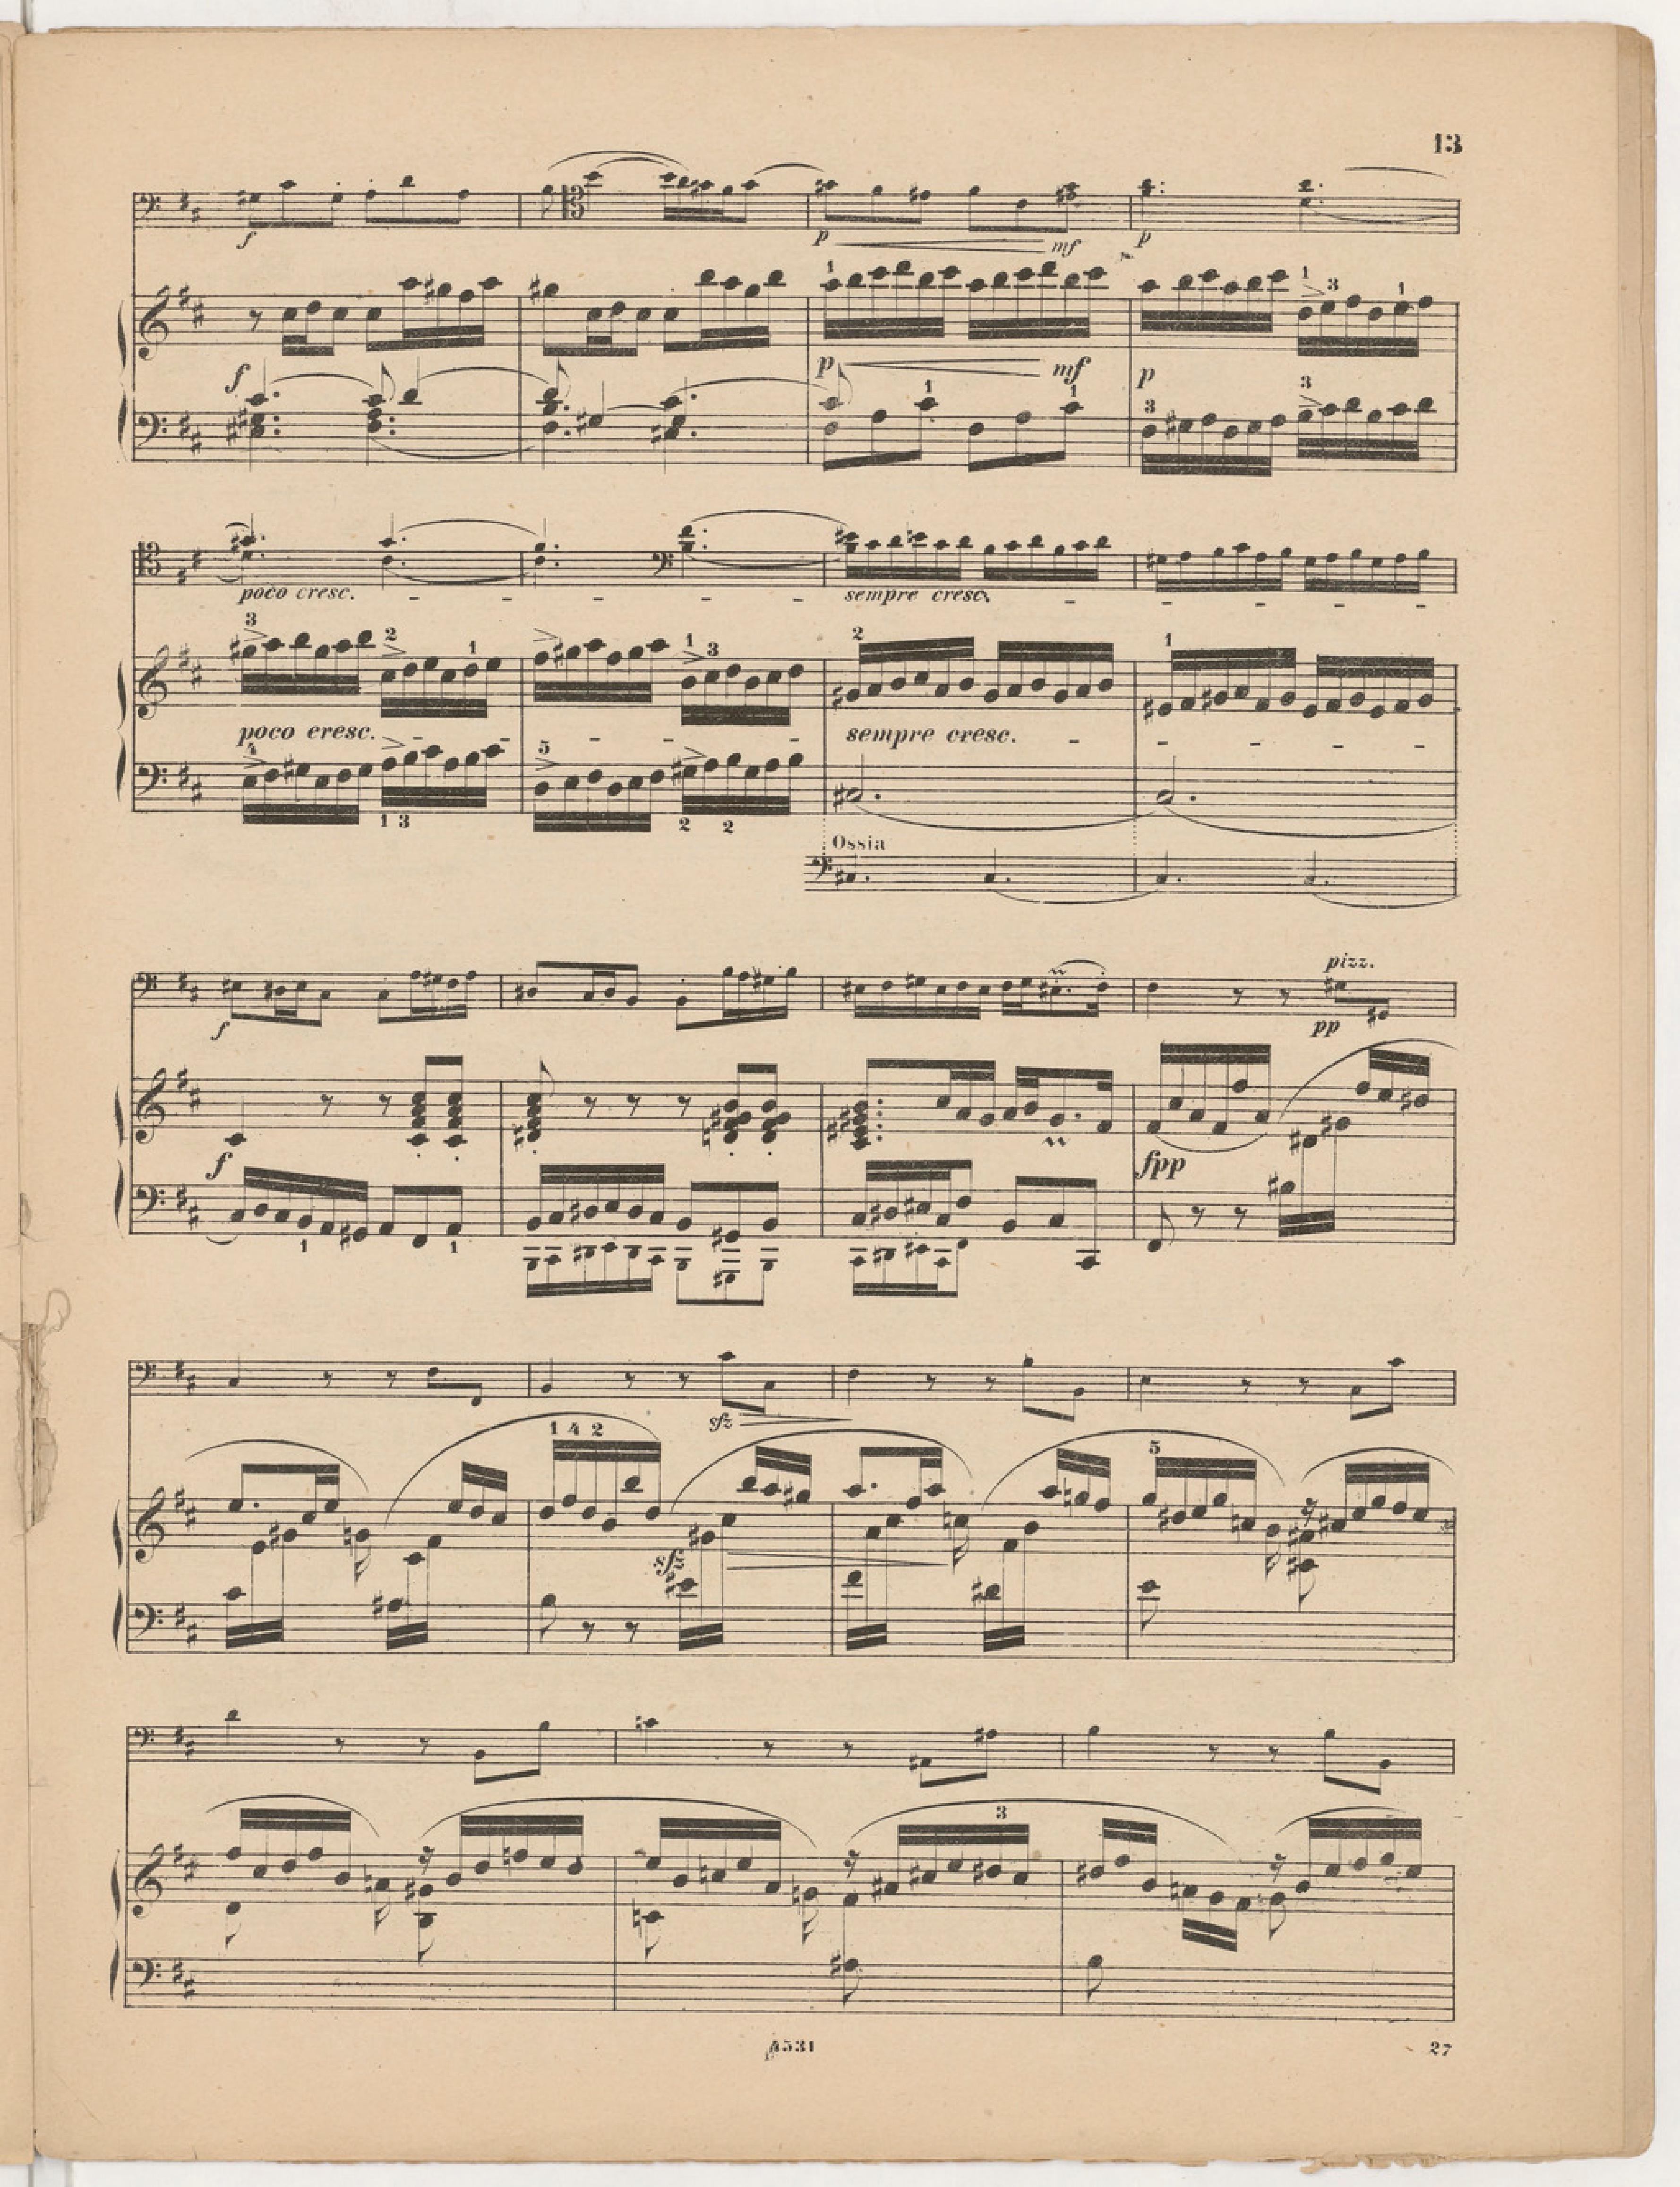 13
f
p mf p
1 1 3 1
f p mf p
1 1 3 3
poco cresc. sempre cresc.
3 2 1 1 3 2 1
poco eresc. sempre cresc.
4 5
1 3 2 2
Ossia
pizz.
f pp
f fpp
1 1
sfz
1 4 2 5
sfz
3
4531 27